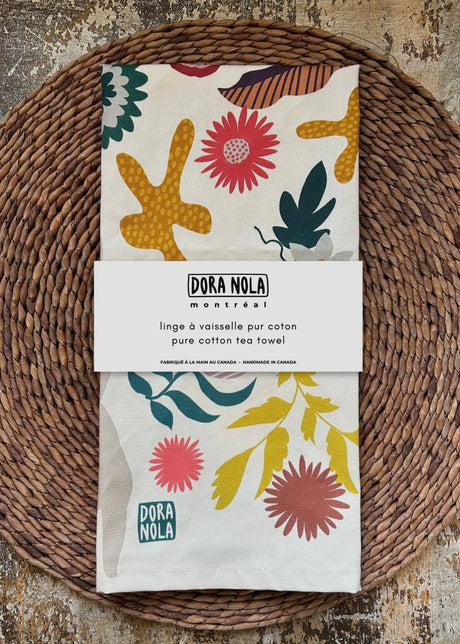 DORA NOLA
montréal
linge à vaisselle pur coton
pure cotton tea towel
FABRIQUÉ À LA MAIN AU CANADA • HANDMADE IN CANADA
DORA
NOLA